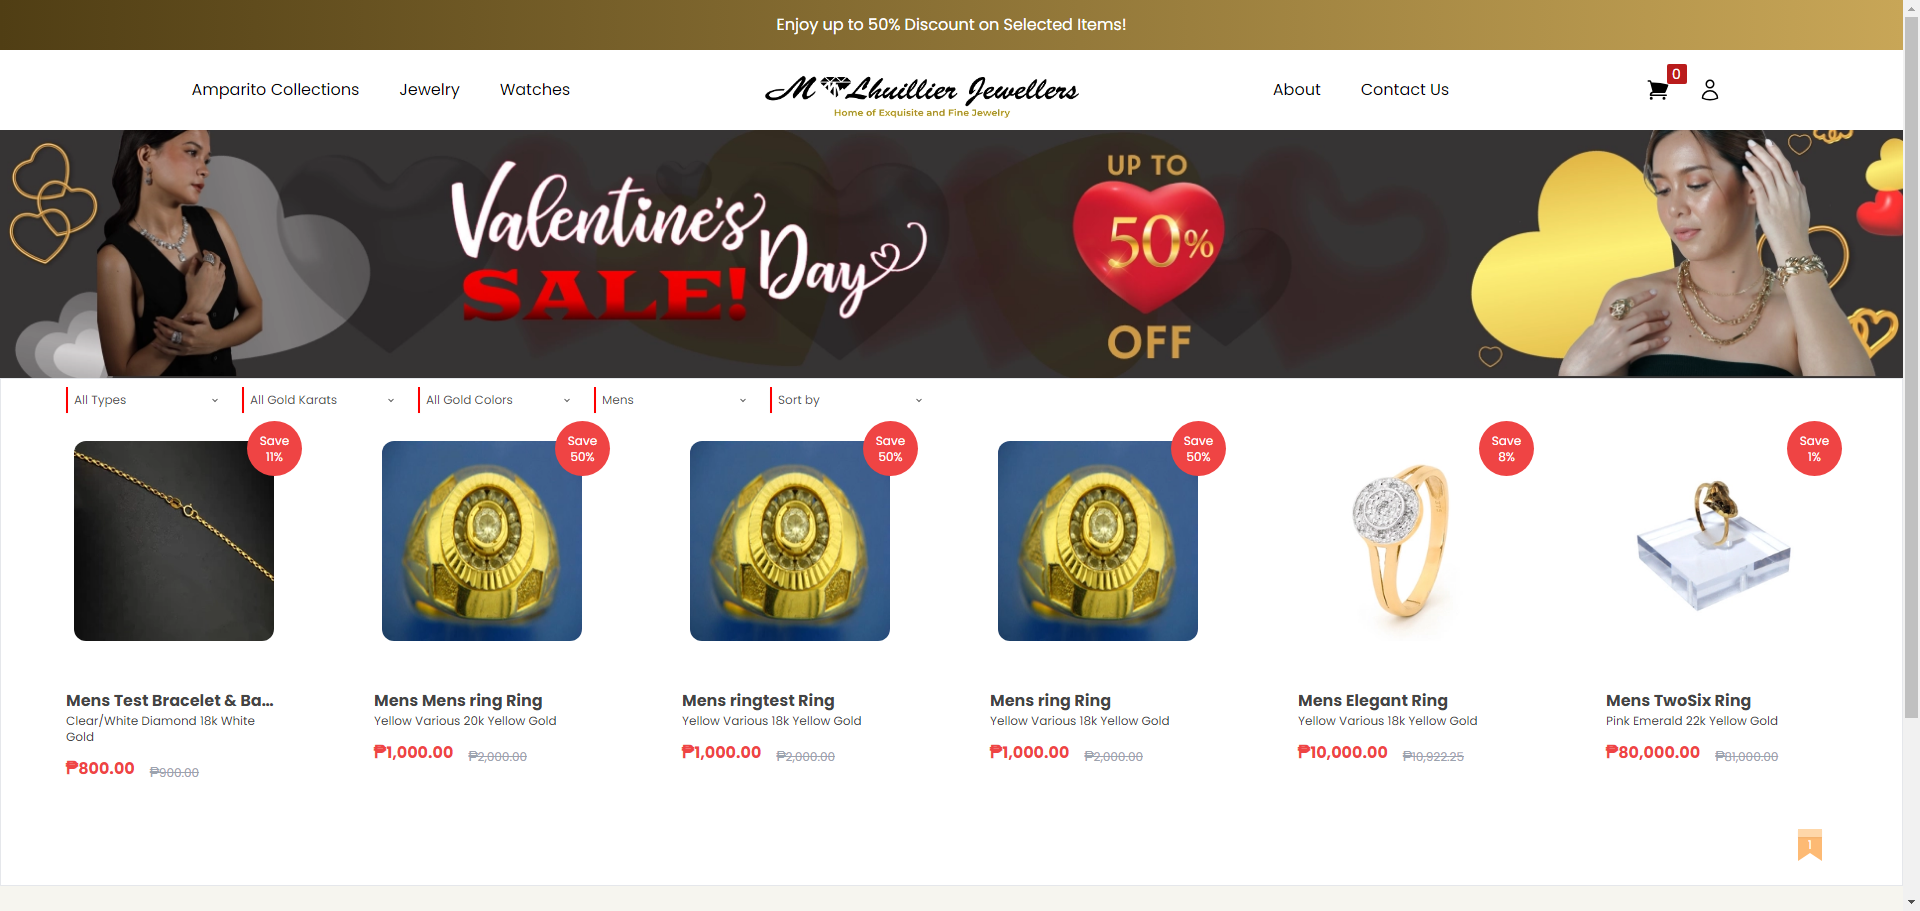 Enjoy up to 50% Discount on Selected Items!
Amparito Collections
Jewelry
Watches
M Lhuillier Jewellers
Home of Exquisite and Fine Jewelry
About
Contact Us
0
Valentine's
Day
SALE!
UP TO
50%
OFF
All Types
All Gold Karats
All Gold Colors
Mens
Sort by
Save
11%
Mens Test Bracelet & Ba...
Clear/White Diamond 18k White
Gold
₱800.00 ₱900.00
Save
50%
Mens Mens ring Ring
Yellow Various 20k Yellow Gold
₱1,000.00 ₱2,000.00
Save
50%
Mens ringtest Ring
Yellow Various 18k Yellow Gold
₱1,000.00 ₱2,000.00
Save
50%
Mens ring Ring
Yellow Various 18k Yellow Gold
₱1,000.00 ₱2,000.00
Save
8%
Mens Elegant Ring
Yellow Various 18k Yellow Gold
₱10,000.00 ₱10,922.25
Save
1%
Mens TwoSix Ring
Pink Emerald 22k Yellow Gold
₱80,000.00 ₱81,000.00
1